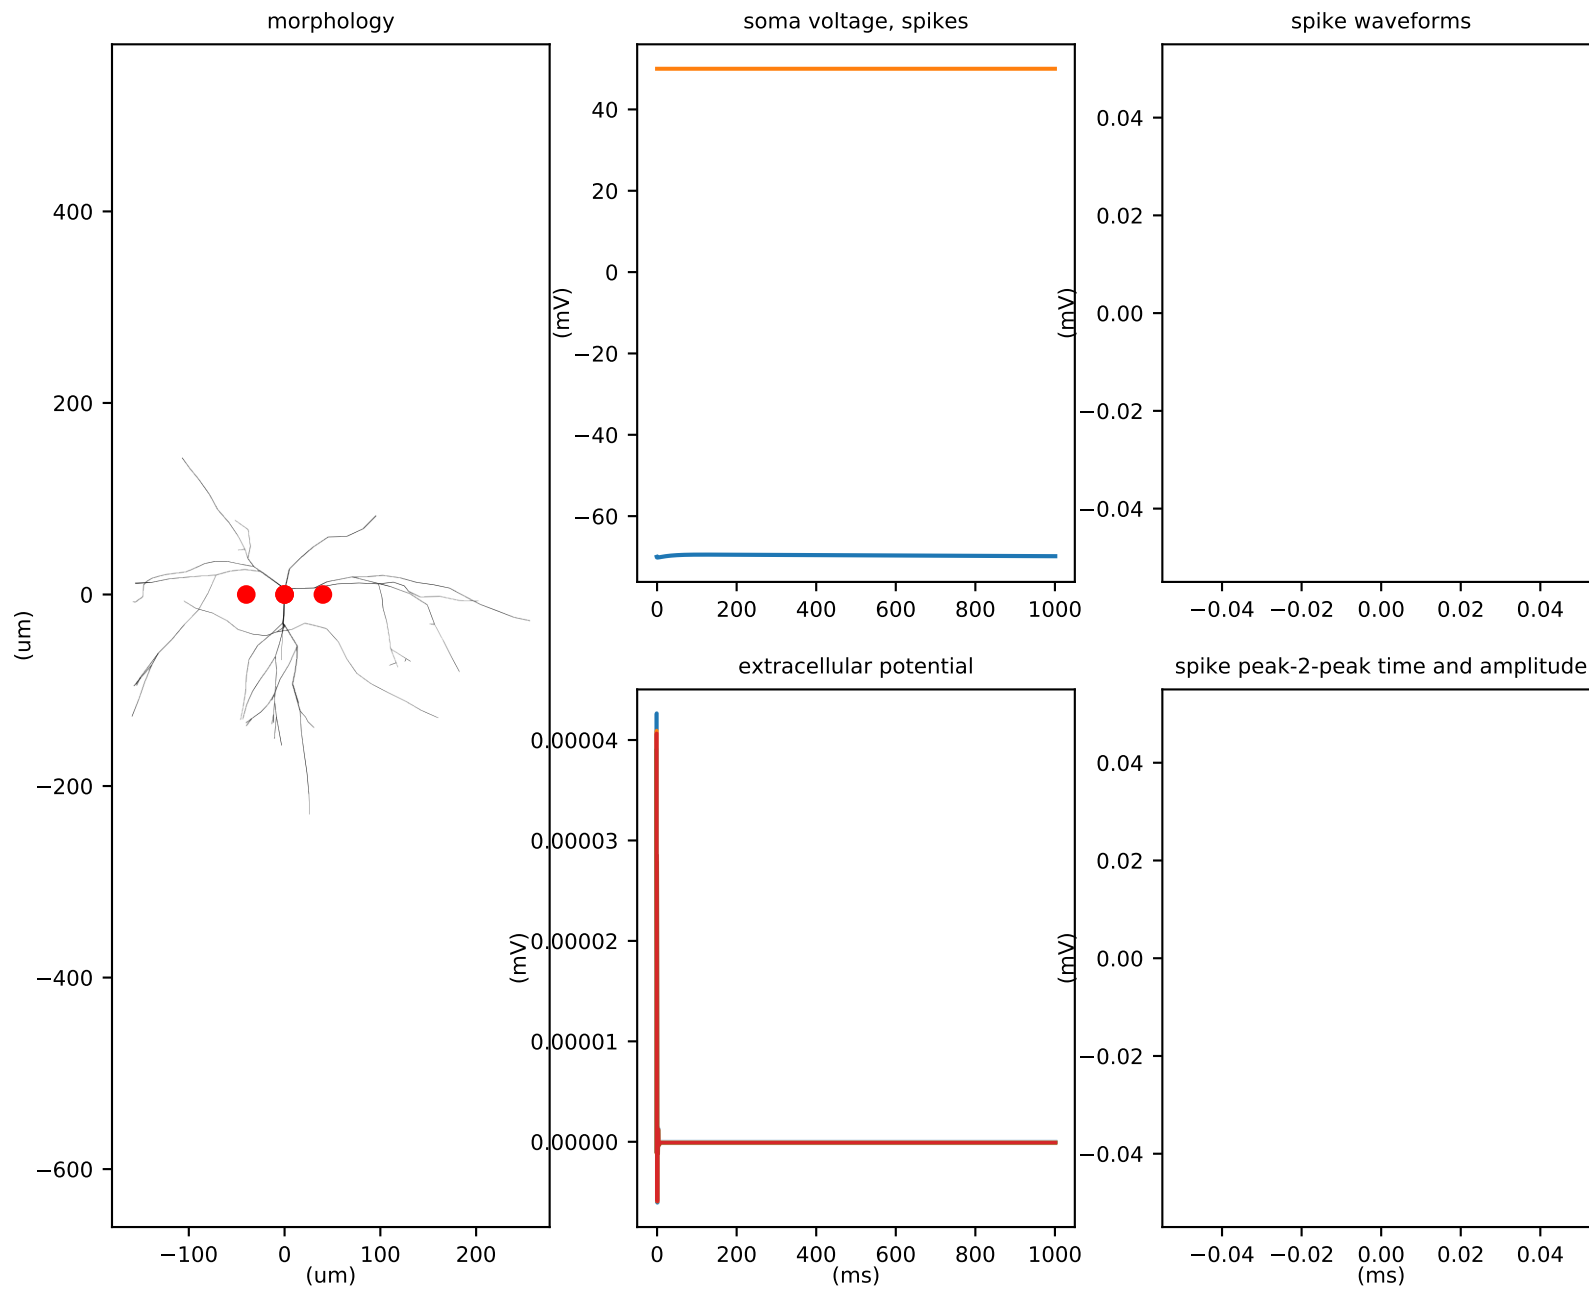 morphology
400
200
0
−200
−400
−600
(um)
−100 0 100 200
(um)
soma voltage, spikes
40
20
0
−20
−40
−60
(mV)
0 200 400 600 800 1000
spike waveforms
0.04
0.02
0.00
−0.02
−0.04
(mV)
−0.04 −0.02 0.00 0.02 0.04
extracellular potential
0.00004
0.00003
0.00002
0.00001
0.00000
(mV)
0 200 400 600 800 1000
(ms)
spike peak-2-peak time and amplitude
0.04
0.02
0.00
−0.02
−0.04
(mV)
−0.04 −0.02 0.00 0.02 0.04
(ms)